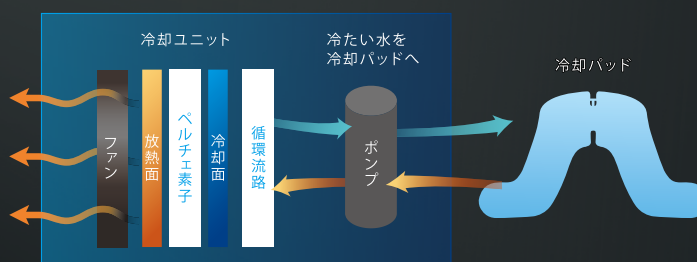 冷却ユニット
冷たい水を
冷却パッドへ
冷却パッド
ファン
放熱面
ペルチェ素子
冷却面
循環流路
ポンプ